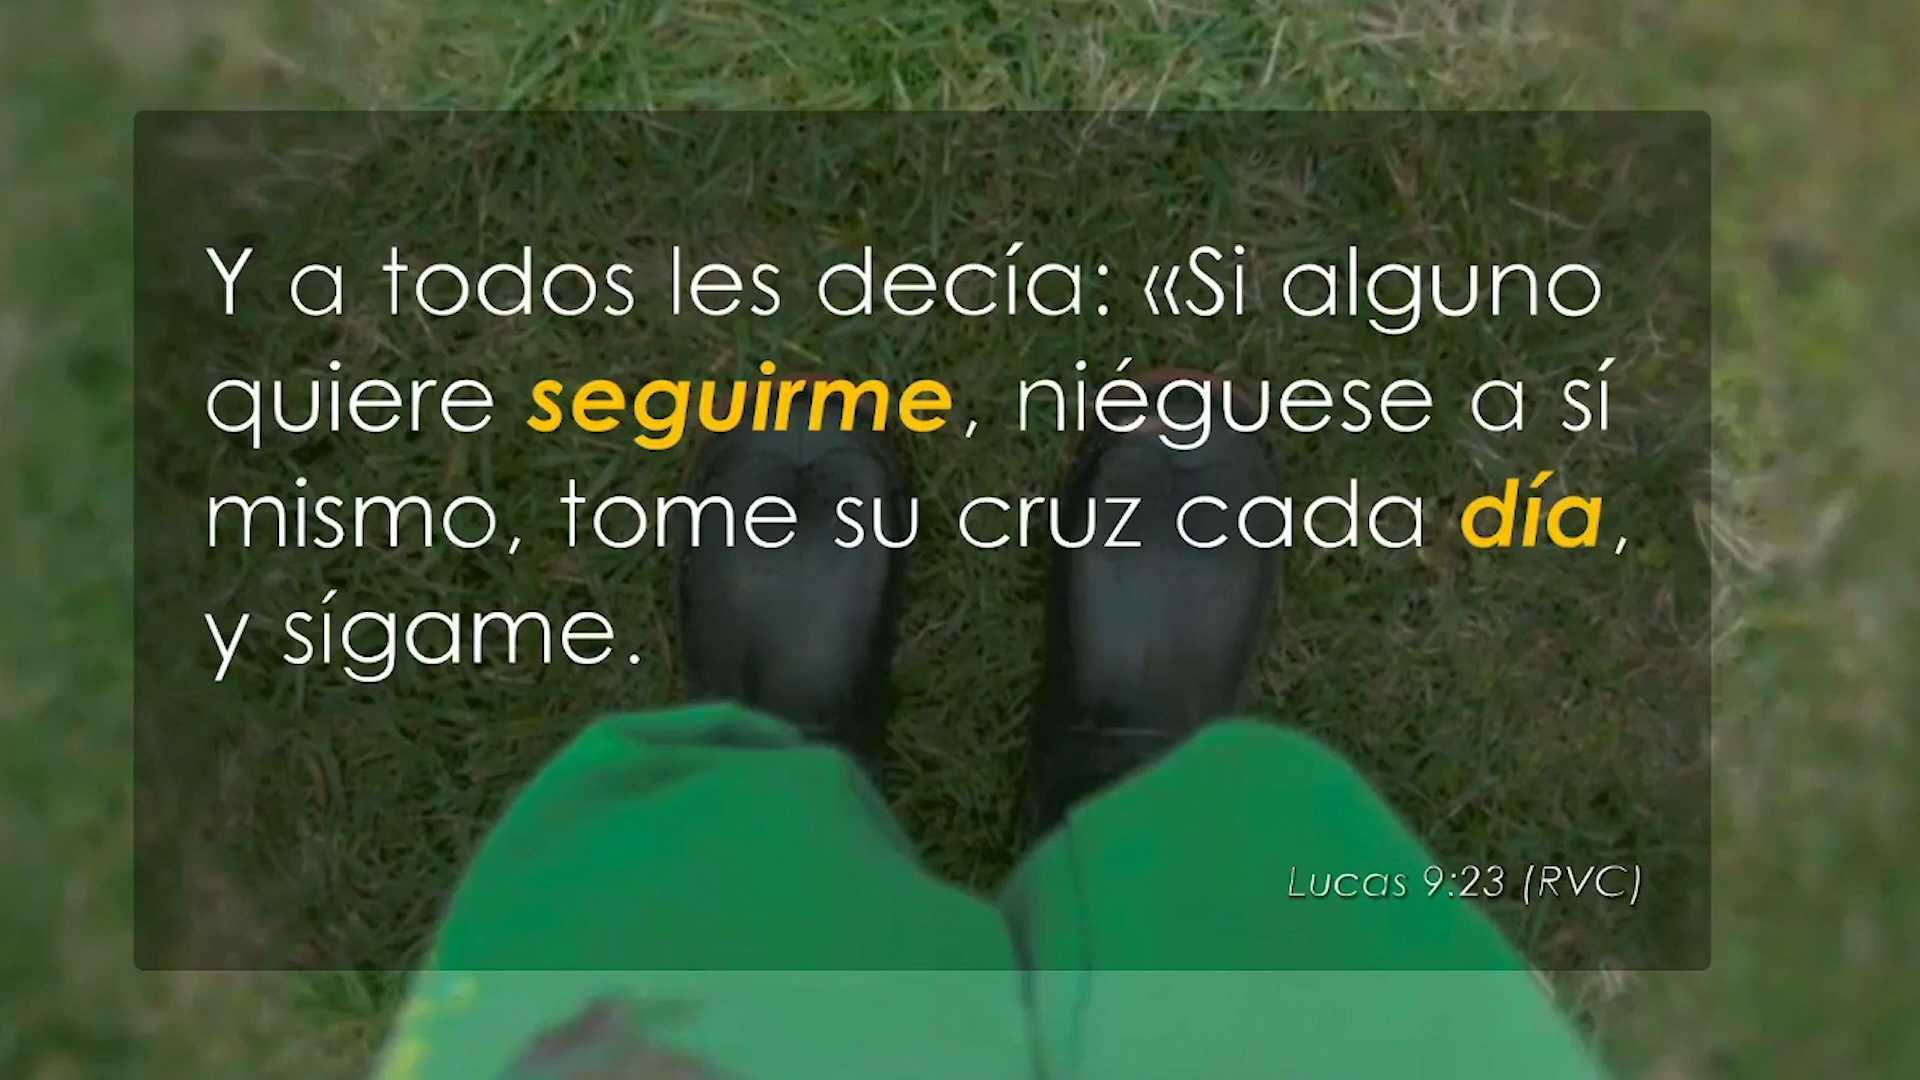 Y a todos les decía: «Si alguno
quiere seguirme, niéguese a sí
mismo, tome su cruz cada día,
y sígame.
Lucas 9:23 (RVC)